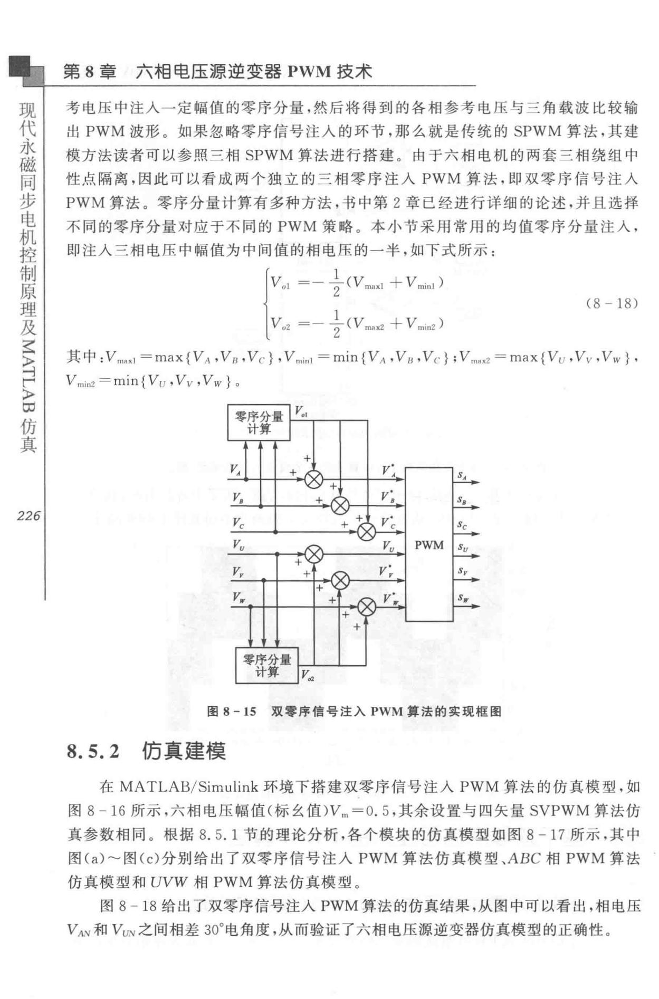 第 8 章 六相电压源逆变器 PWM 技术
现代永磁同步电机控制原理及MATLAB仿真
226
考电压中注入一定幅值的零序分量,然后将得到的各相参考电压与三角载波比较输
出 PWM 波形。如果忽略零序信号注入的环节,那么就是传统的 SPWM 算法,其建
模方法读者可以参照三相 SPWM 算法进行搭建。由于六相电机的两套三相绕组中
性点隔离,因此可以看成两个独立的三相零序注入 PWM 算法,即双零序信号注入
PWM 算法。零序分量计算有多种方法,书中第 2 章已经进行详细的论述,并且选择
不同的零序分量对应于不同的 PWM 策略。本小节采用常用的均值零序分量注入,
即注入三相电压中幅值为中间值的相电压的一半,如下式所示:
V_{o1} = -\frac{1}{2}(V_{max1} + V_{min1})
V_{o2} = -\frac{1}{2}(V_{max2} + V_{min2})
(8-18)
其中:V_{max1}=max{V_A,V_B,V_C},V_{min1}=min{V_A,V_B,V_C};V_{max2}=max{V_U,V_V,V_W},
V_{min2}=min{V_U,V_V,V_W}。
零序分量
计算
V_{o1}
+
V_A
+
V_A^*
s_A
+
V_B
+
V_B^*
s_B
+
V_C
+
V_C^*
s_C
PWM
V_U
V_U
s_U
+
+
V_V
V_V^*
s_V
+
+
V_W
V_W^*
s_W
+
+
零序分量
计算
V_{o2}
图 8-15 双零序信号注入 PWM 算法的实现框图
8.5.2 仿真建模
在 MATLAB/Simulink 环境下搭建双零序信号注入 PWM 算法的仿真模型,如
图 8-16 所示,六相电压幅值(标幺值)V_m=0.5,其余设置与四矢量 SVPWM 算法仿
真参数相同。根据 8.5.1 节的理论分析,各个模块的仿真模型如图 8-17 所示,其中
图(a)～图(c)分别给出了双零序信号注入 PWM 算法仿真模型、ABC 相 PWM 算法
仿真模型和 UVW 相 PWM 算法仿真模型。
图 8-18 给出了双零序信号注入 PWM 算法的仿真结果,从图中可以看出,相电压
V_{AN} 和 V_{UN} 之间相差 30°电角度,从而验证了六相电压源逆变器仿真模型的正确性。